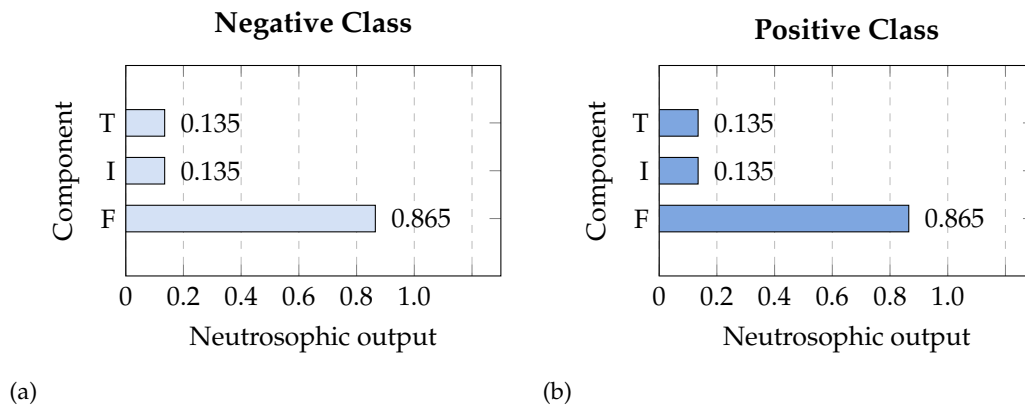 Negative Class
Component
T
0.135
I
0.135
F
0.865
0
0.2
0.4
0.6
0.8
1.0
Neutrosophic output
(a)
Positive Class
Component
T
0.135
I
0.135
F
0.865
0
0.2
0.4
0.6
0.8
1.0
Neutrosophic output
(b)